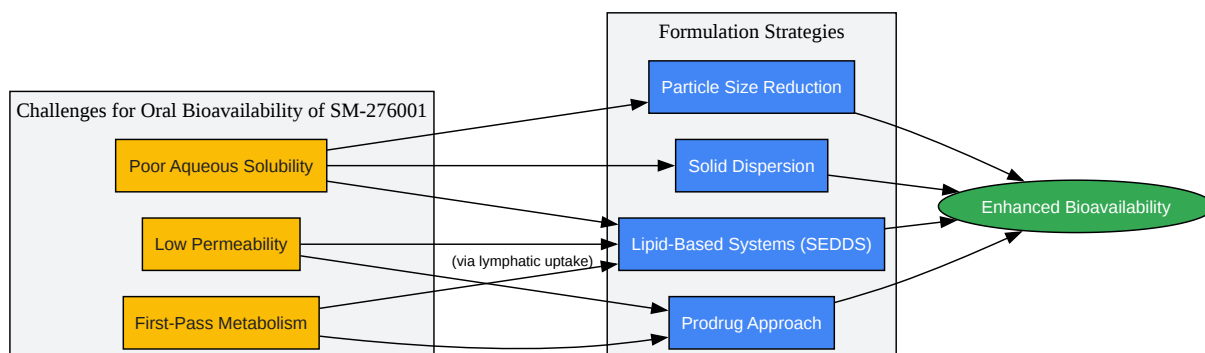 Challenges for Oral Bioavailability of SM-276001
Poor Aqueous Solubility
Low Permeability
First-Pass Metabolism
(via lymphatic uptake)
Formulation Strategies
Particle Size Reduction
Solid Dispersion
Lipid-Based Systems (SEDDS)
Prodrug Approach
Enhanced Bioavailability